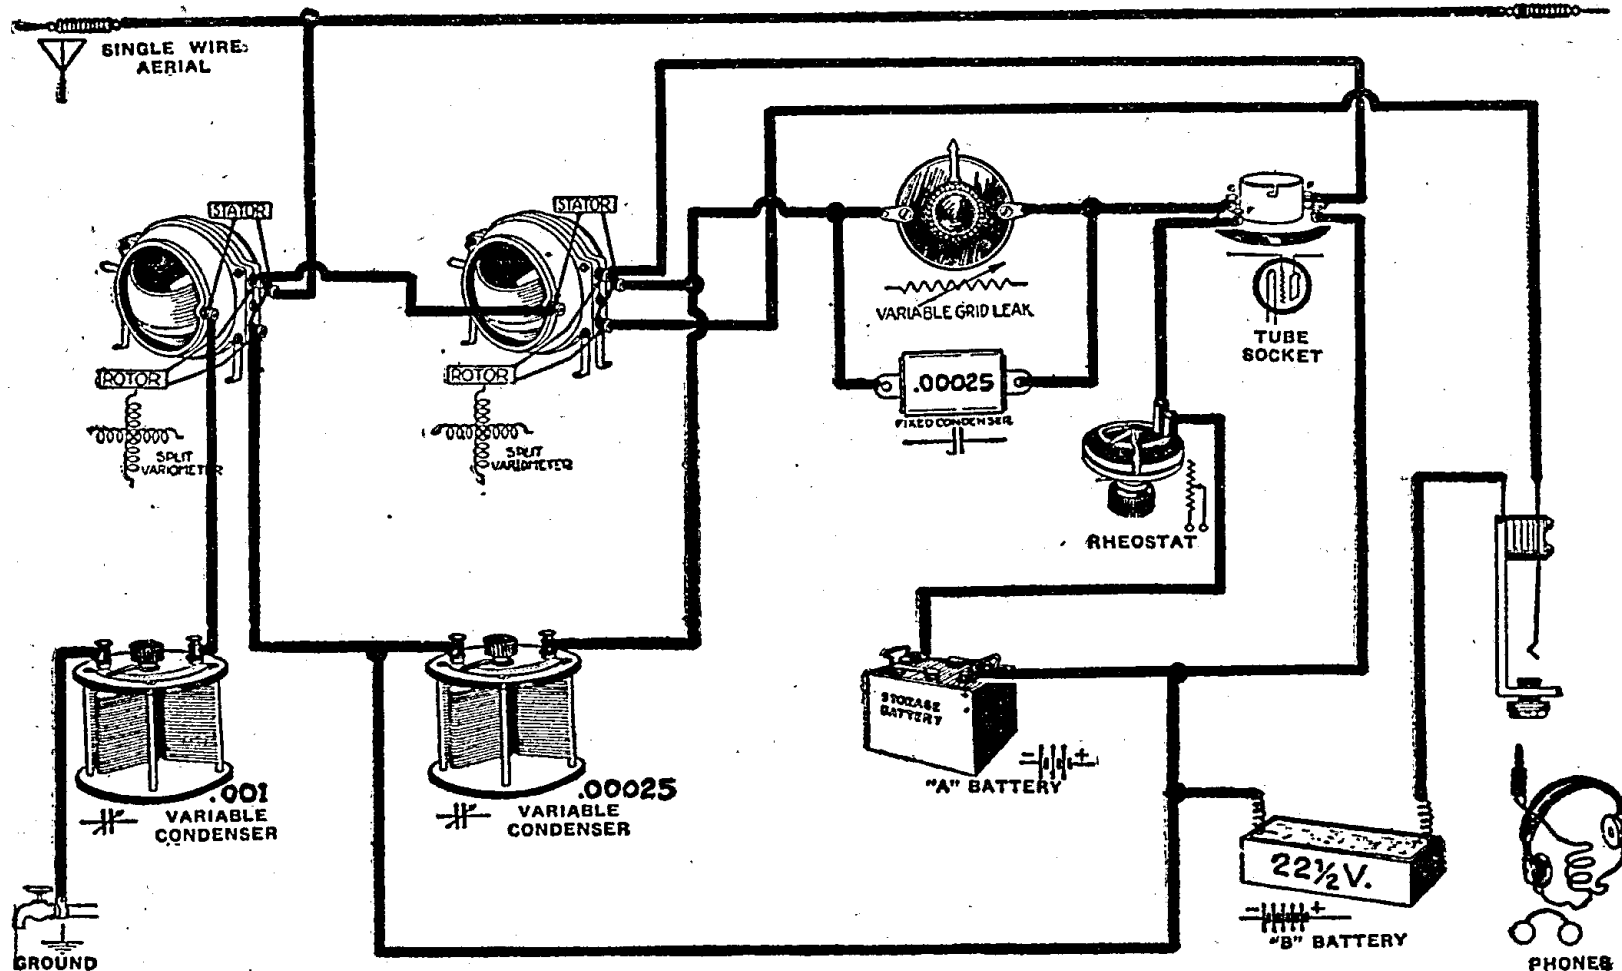 SINGLE WIRE
AERIAL
STATOR
STATOR
ROTOR
SPLIT
VARIOMETER
ROTOR
SPLIT
VARIOMETER
VARIABLE GRID LEAK
.00025
FIXED CONDENSER
TUBE
SOCKET
RHEOSTAT
STORAGE
BATTERY
- +
"A" BATTERY
.001
VARIABLE
CONDENSER
.00025
VARIABLE
CONDENSER
22½ V.
- +
"B" BATTERY
GROUND
PHONES